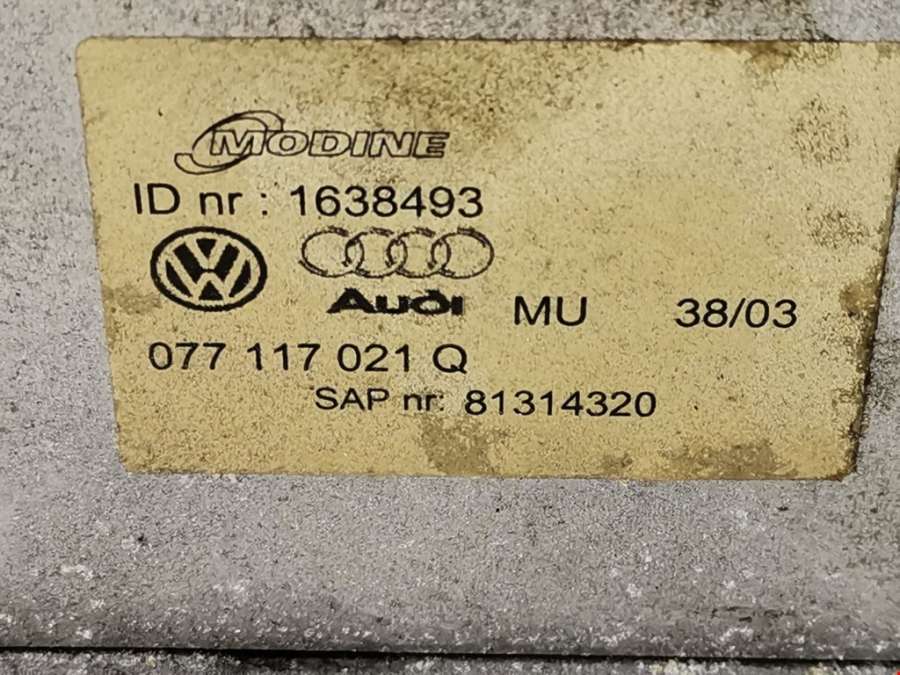 MODINE
ID nr : 1638493
Audi MU 38/03
077 117 021 Q
SAP nr: 81314320